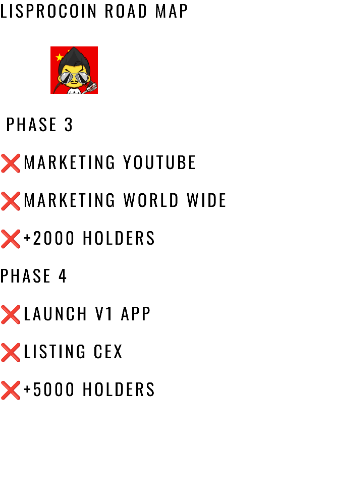 LISPROCOIN ROAD MAP
PHASE 3
❌MARKETING YOUTUBE
❌MARKETING WORLD WIDE
❌+2000 HOLDERS
PHASE 4
❌LAUNCH V1 APP
❌LISTING CEX
❌+5000 HOLDERS